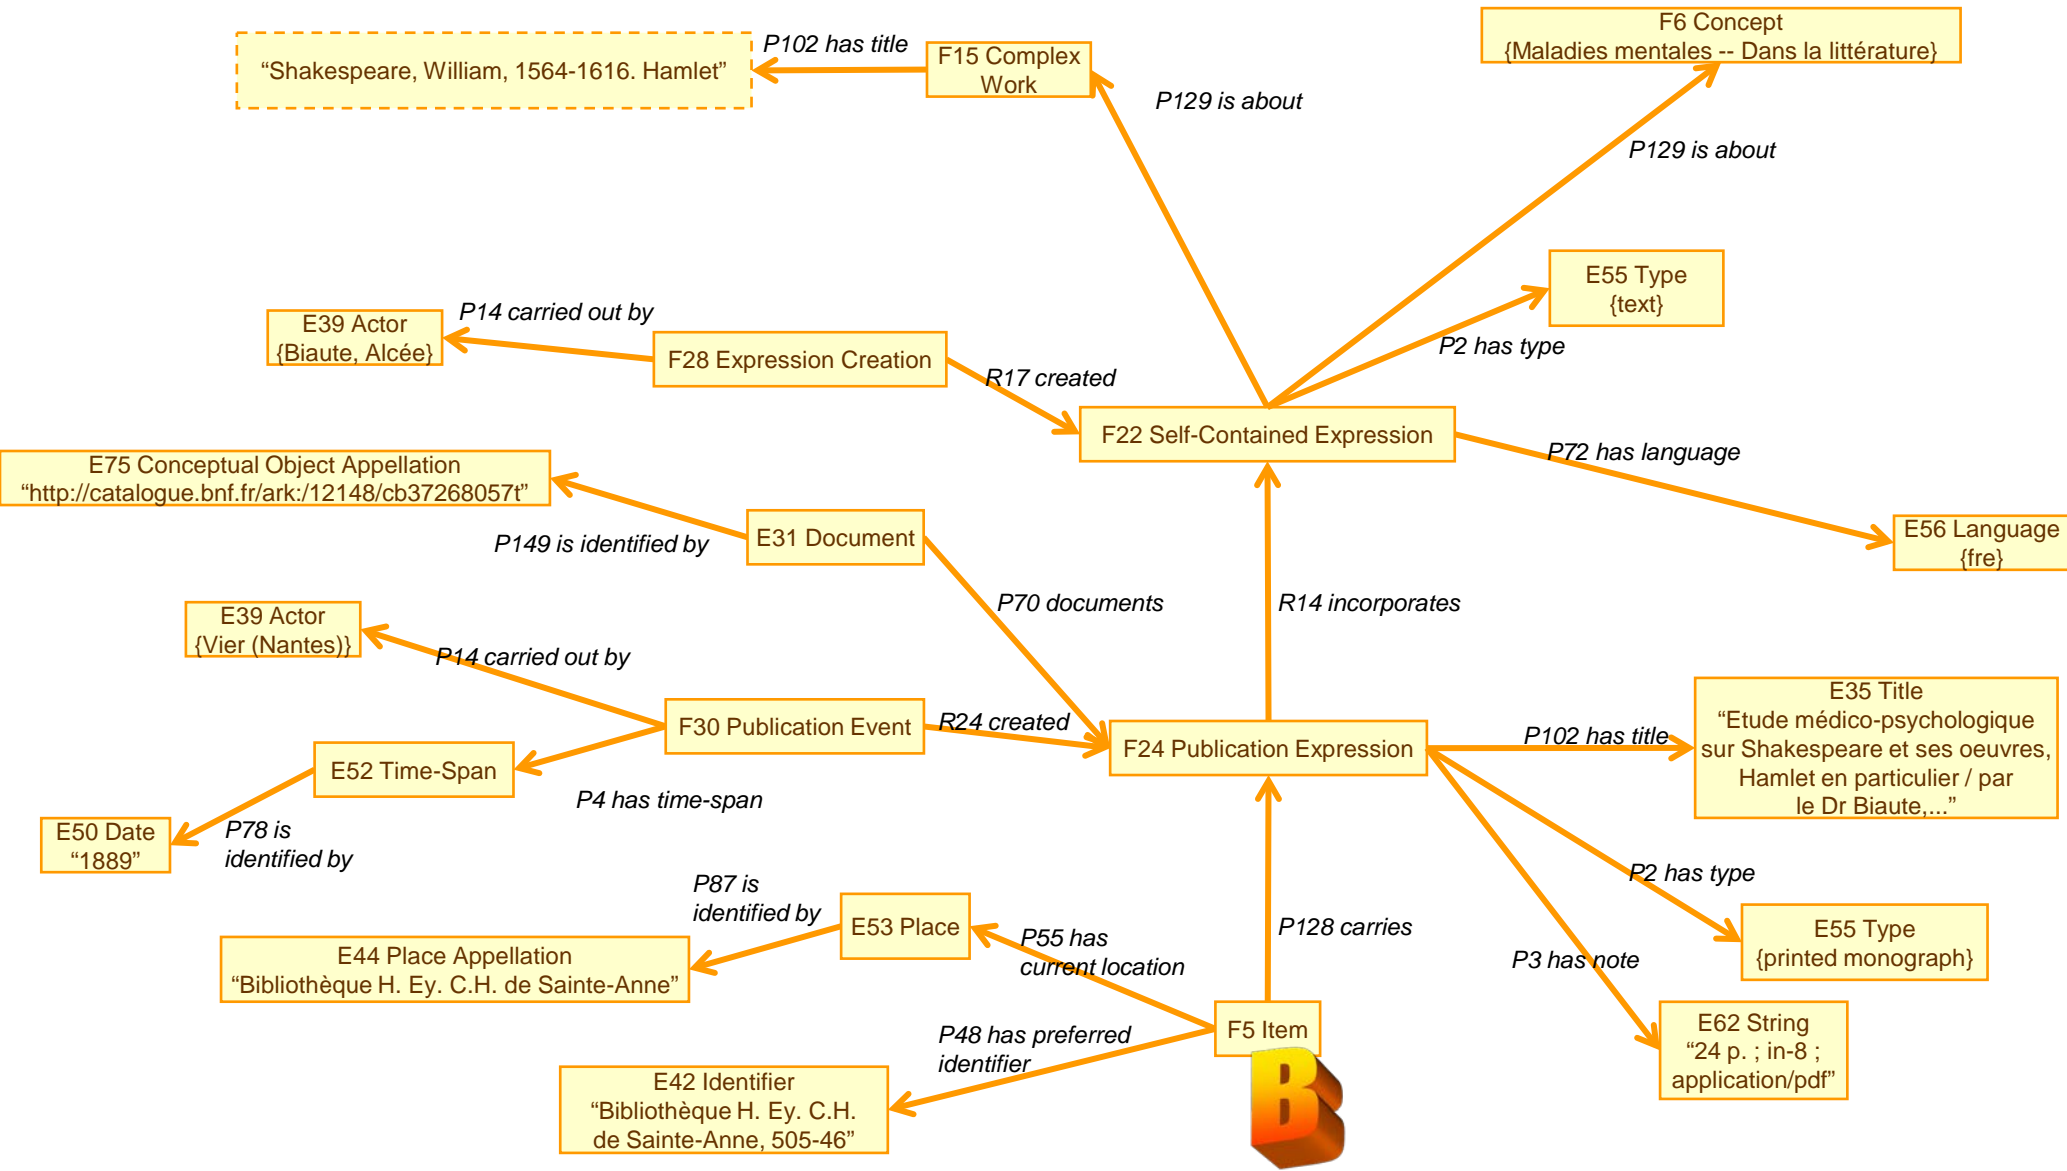 F6 Concept
{Maladies mentales -- Dans la littérature}
P102 has title
F15 Complex
Work
“Shakespeare, William, 1564-1616. Hamlet”
P129 is about
P129 is about
E55 Type
{text}
P14 carried out by
E39 Actor
{Biaute, Alcée}
F28 Expression Creation
P2 has type
R17 created
F22 Self-Contained Expression
P72 has language
E75 Conceptual Object Appellation
“http://catalogue.bnf.fr/ark:/12148/cb37268057t”
E31 Document
P149 is identified by
E56 Language
{fre}
P70 documents
R14 incorporates
E39 Actor
{Vier (Nantes)}
P14 carried out by
F30 Publication Event
R24 created
F24 Publication Expression
P102 has title
E35 Title
“Etude médico-psychologique
sur Shakespeare et ses oeuvres,
Hamlet en particulier / par
le Dr Biaute,...”
E52 Time-Span
P4 has time-span
E50 Date
“1889”
P78 is
identified by
P2 has type
P87 is
identified by
E53 Place
P128 carries
P55 has
current location
E55 Type
{printed monograph}
P3 has note
E44 Place Appellation
“Bibliothèque H. Ey. C.H. de Sainte-Anne”
F5 Item
P48 has preferred
identifier
E62 String
“24 p. ; in-8 ;
application/pdf”
E42 Identifier
“Bibliothèque H. Ey. C.H.
de Sainte-Anne, 505-46”
B